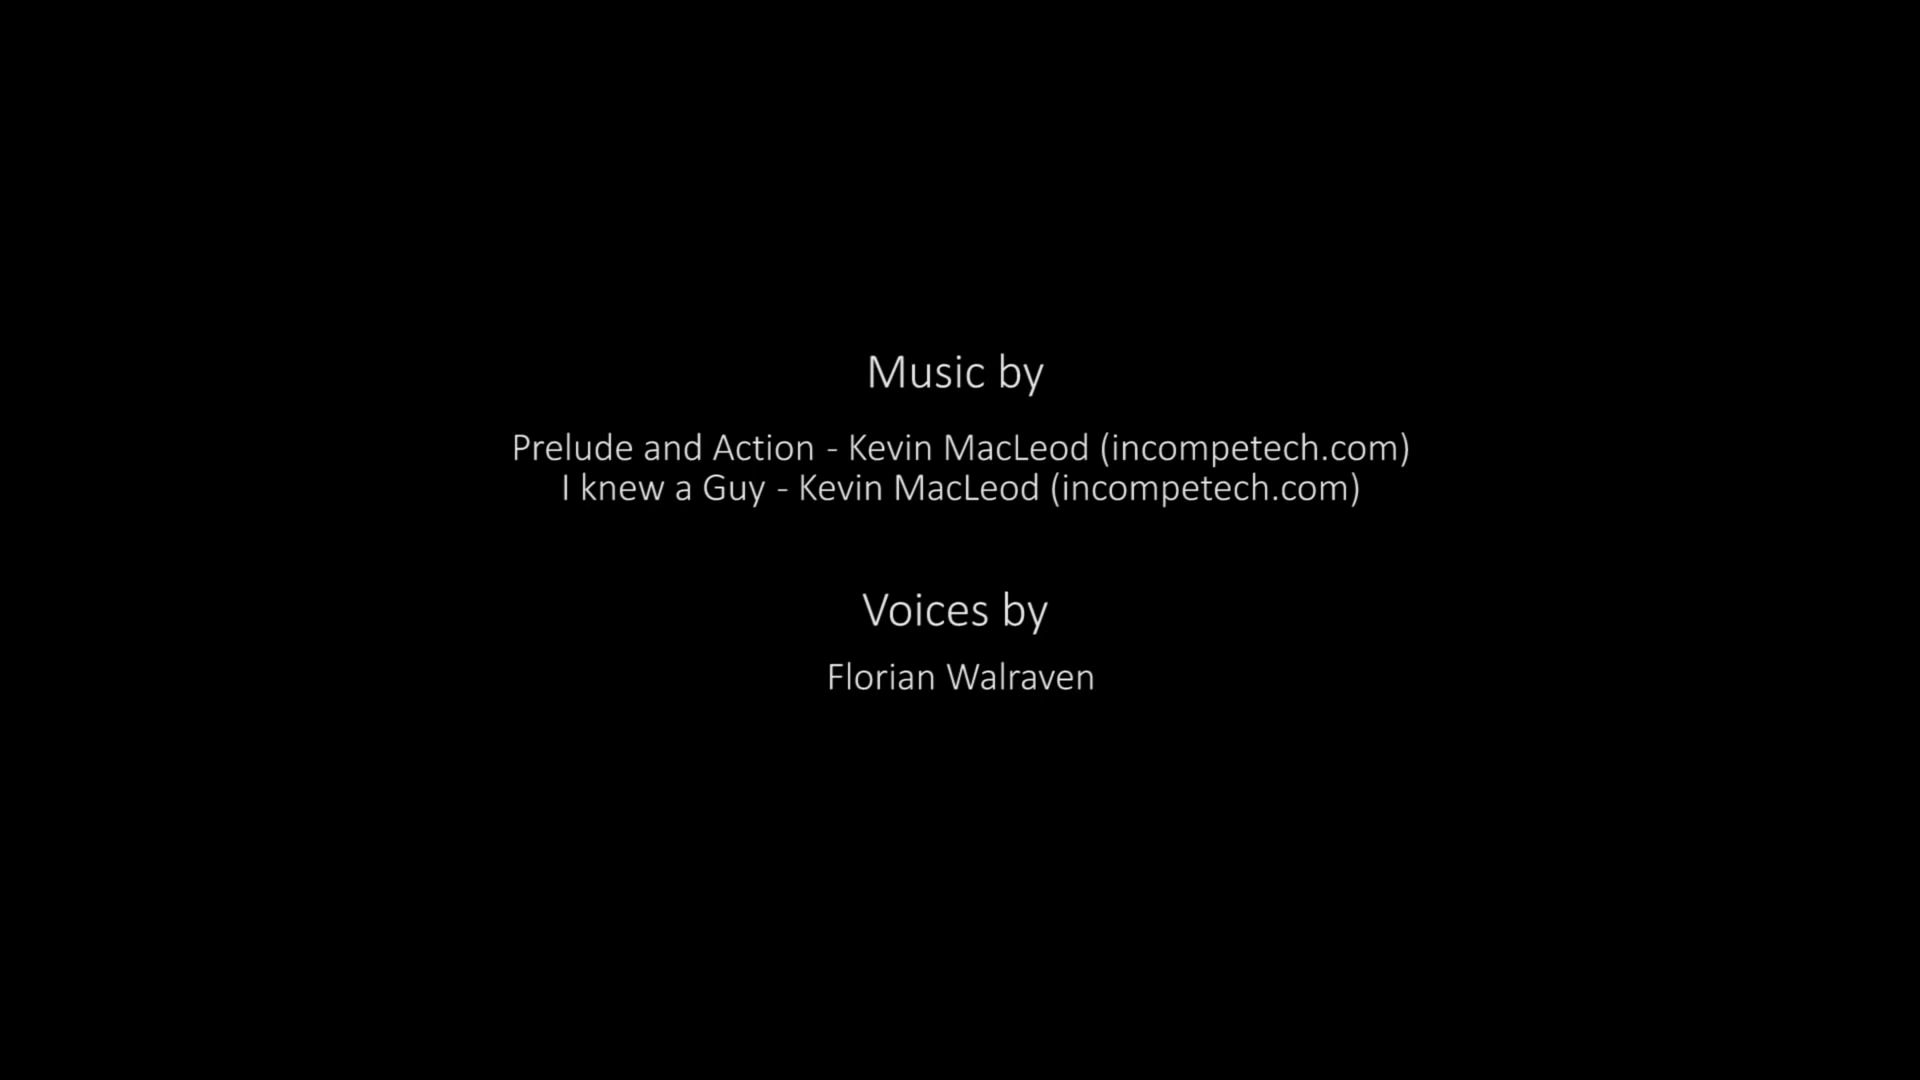 Music by
Prelude and Action - Kevin MacLeod (incompetech.com)
I knew a Guy - Kevin MacLeod (incompetech.com)
Voices by
Florian Walraven